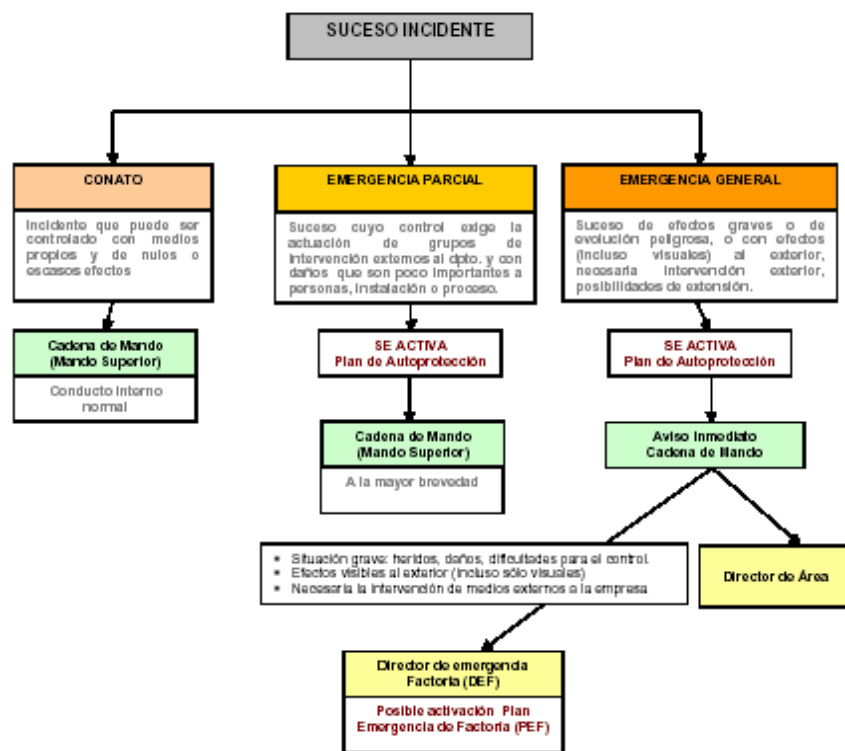 SUCESO INCIDENTE
CONATO
Incidente que puede ser
controlado con medios
propios y de nulos o
escasos efectos
Cadena de Mando
(Mando Superior)
Conducto interno
normal
EMERGENCIA PARCIAL
Suceso cuyo control exige la
actuación de grupos de
intervención externos al dpto. y con
daños que son poco importantes a
personas, instalación o proceso.
SE ACTIVA
Plan de Autoprotección
Cadena de Mando
(Mando Superior)
A la mayor brevedad
EMERGENCIA GENERAL
Suceso de efectos graves o de
evolución peligrosa, o con efectos
(incluso visuales) al exterior,
necesaria intervención exterior,
posibilidades de extensión.
SE ACTIVA
Plan de Autoprotección
Aviso Inmediato
Cadena de Mando
▪ Situación grave: heridos, daños, dificultades para el control.
▪ Efectos visibles al exterior (incluso sólo visuales)
▪ Necesaria la intervención de medios externos a la empresa
Director de Área
Director de emergencia
Factoría (DEF)
Posible activación Plan
Emergencia de Factoría (PEF)